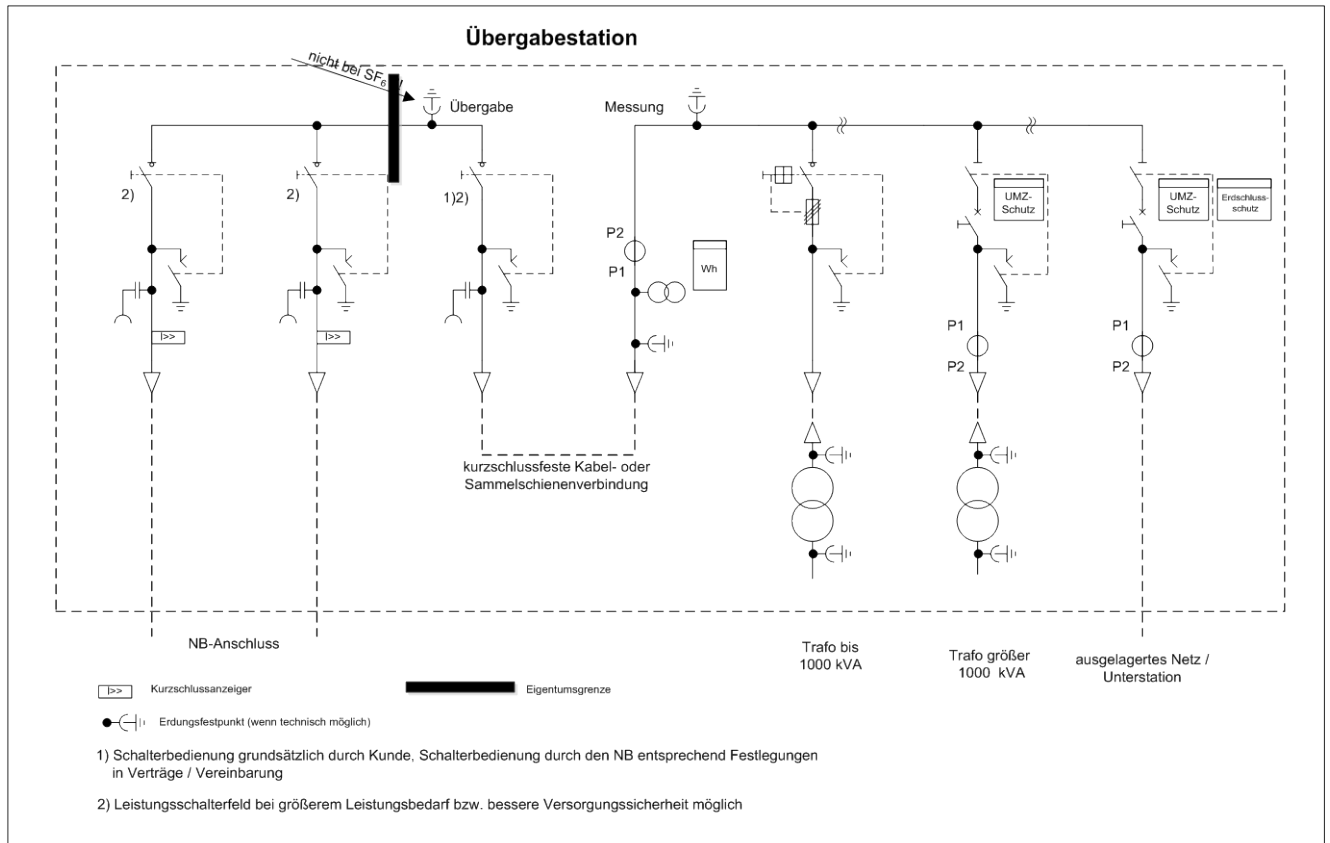 Übergabestation
nicht bei SF6
Übergabe
Messung
2)
2)
1)2)
UMZ-
Schutz
UMZ-
Schutz
Erdschluss-
schutz
P2
P1
Wh
I>>
I>>
P1
P2
P1
P2
kurzschlussfeste Kabel- oder
Sammelschienenverbindung
NB-Anschluss
Trafo bis
1000 kVA
Trafo größer
1000 kVA
ausgelagertes Netz /
Unterstation
I>> Kurzschlussanzeiger
Eigentumsgrenze
Erdungsfestpunkt (wenn technisch möglich)
1) Schalterbedienung grundsätzlich durch Kunde, Schalterbedienung durch den NB entsprechend Festlegungen
in Verträge / Vereinbarung
2) Leistungsschalterfeld bei größerem Leistungsbedarf bzw. bessere Versorgungssicherheit möglich